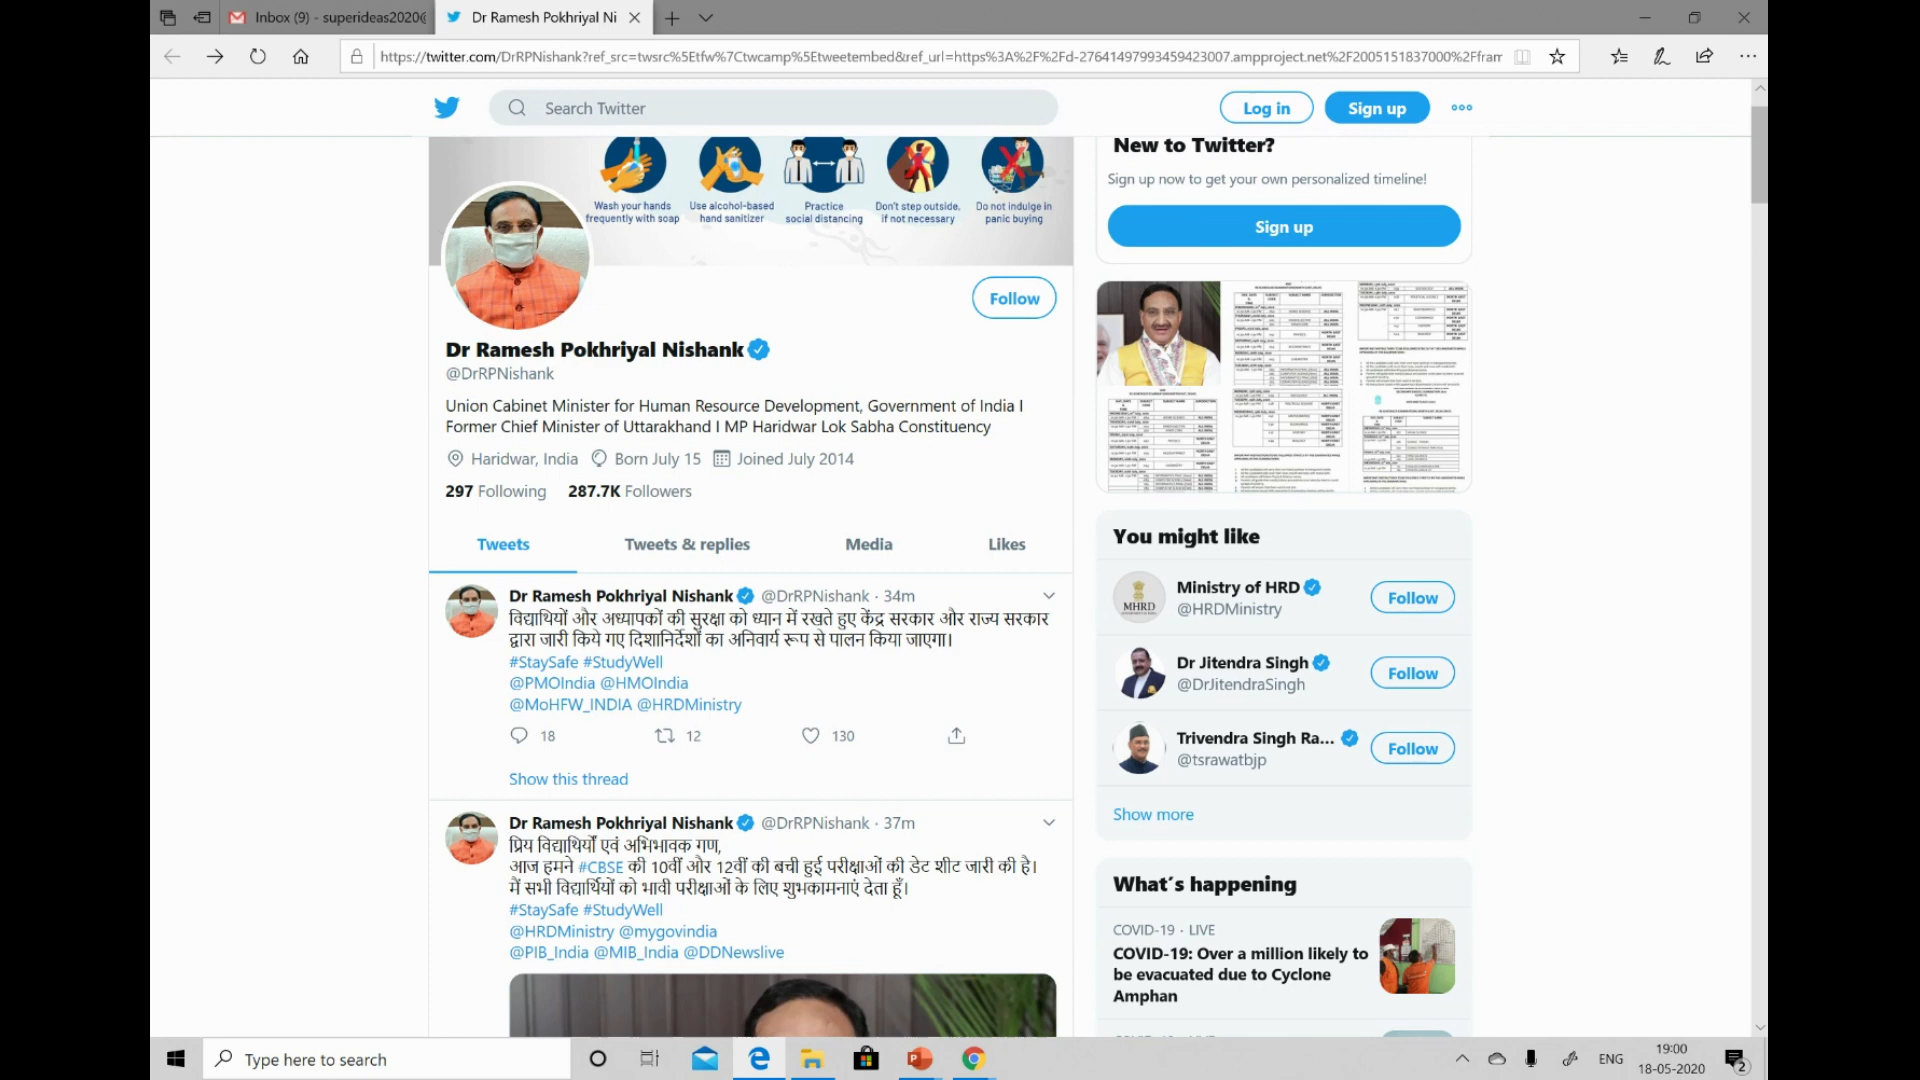 Inbox (9) - superideas2020@
Dr Ramesh Pokhriyal Ni
https://twitter.com/DrRPNishank?ref_src=twsrc%5Etfw%7Ctwcamp%5Etweetembed&ref_url=https%3A%2F%2Fd-27641497993459423007.ampproject.net%2F2005151837000%2Ffram
Search Twitter
Log in
Sign up
Wash your hands
frequently with soap
Use alcohol-based
hand sanitizer
Practice
social distancing
Don't step outside,
if not necessary
Do not indulge in
panic buying
Follow
Dr Ramesh Pokhriyal Nishank
@DrRPNishank
Union Cabinet Minister for Human Resource Development, Government of India I
Former Chief Minister of Uttarakhand I MP Haridwar Lok Sabha Constituency
Haridwar, India Born July 15 Joined July 2014
297 Following 287.7K Followers
Tweets Tweets & replies Media Likes
Dr Ramesh Pokhriyal Nishank @DrRPNishank · 34m
विद्यार्थियों और अध्यापकों की सुरक्षा को ध्यान में रखते हुए केंद्र सरकार और राज्य सरकार
द्वारा जारी किये गए दिशानिर्देशों का अनिवार्य रूप से पालन किया जाएगा।
#StaySafe #StudyWell
@PMOIndia @HMOIndia
@MoHFW_INDIA @HRDMinistry
18 12 130
Show this thread
Dr Ramesh Pokhriyal Nishank @DrRPNishank · 37m
प्रिय विद्यार्थियों एवं अभिभावक गण,
आज हमने #CBSE की 10वीं और 12वीं की बची हुई परीक्षाओं की डेट शीट जारी की है।
मैं सभी विद्यार्थियों को भावी परीक्षाओं के लिए शुभकामनाएं देता हूँ।
#StaySafe #StudyWell
@HRDMinistry @mygovindia
@PIB_India @MIB_India @DDNewslive
New to Twitter?
Sign up now to get your own personalized timeline!
Sign up
You might like
MHRD
Ministry of HRD
@HRDMinistry
Follow
Dr Jitendra Singh
@DrJitendraSingh
Follow
Trivendra Singh Ra...
@tsrawatbjp
Follow
Show more
What's happening
COVID-19 · LIVE
COVID-19: Over a million likely to
be evacuated due to Cyclone
Amphan
Type here to search
ENG
19:00
18-05-2020
2